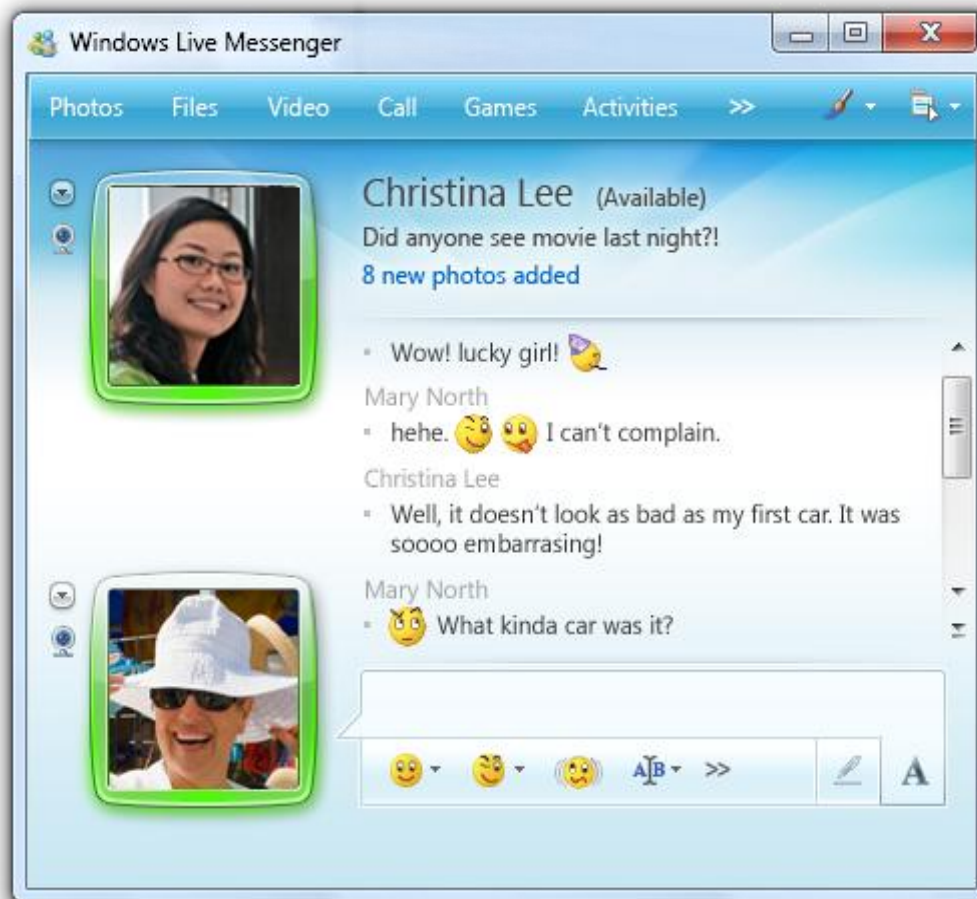 Windows Live Messenger
Photos Files Video Call Games Activities >>
Christina Lee (Available)
Did anyone see movie last night?!
8 new photos added
Wow! lucky girl!
Mary North
hehe. I can't complain.
Christina Lee
Well, it doesn't look as bad as my first car. It was
soooo embarrasing!
Mary North
What kinda car was it?
AB >> A